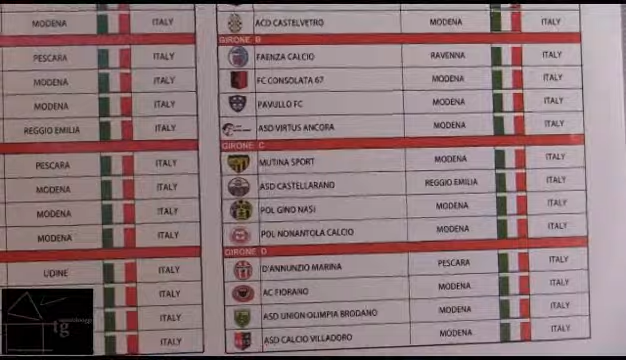 MODENA ITALY
PESCARA ITALY
MODENA ITALY
MODENA ITALY
REGGIO EMILIA ITALY
PESCARA ITALY
MODENA ITALY
MODENA ITALY
MODENA ITALY
UDINE ITALY
ITALY
ITALY
ITALY
ACD CASTELVETRO MODENA ITALY
GIRONE B
FAENZA CALCIO RAVENNA ITALY
FC CONSOLATA 67 MODENA ITALY
PAVULLO FC MODENA ITALY
ASD VIRTUS ANCORA MODENA ITALY
GIRONE C
MUTINA SPORT MODENA ITALY
ASD CASTELLARANO REGGIO EMILIA ITALY
POL GINO NASI MODENA ITALY
POL NONANTOLA CALCIO MODENA ITALY
GIRONE D
D'ANNUNZIO MARINA PESCARA ITALY
AC FIORANO MODENA ITALY
ASD UNION OLIMPIA BRODANO MODENA ITALY
ASD CALCIO VILLADORO MODENA ITALY
tg